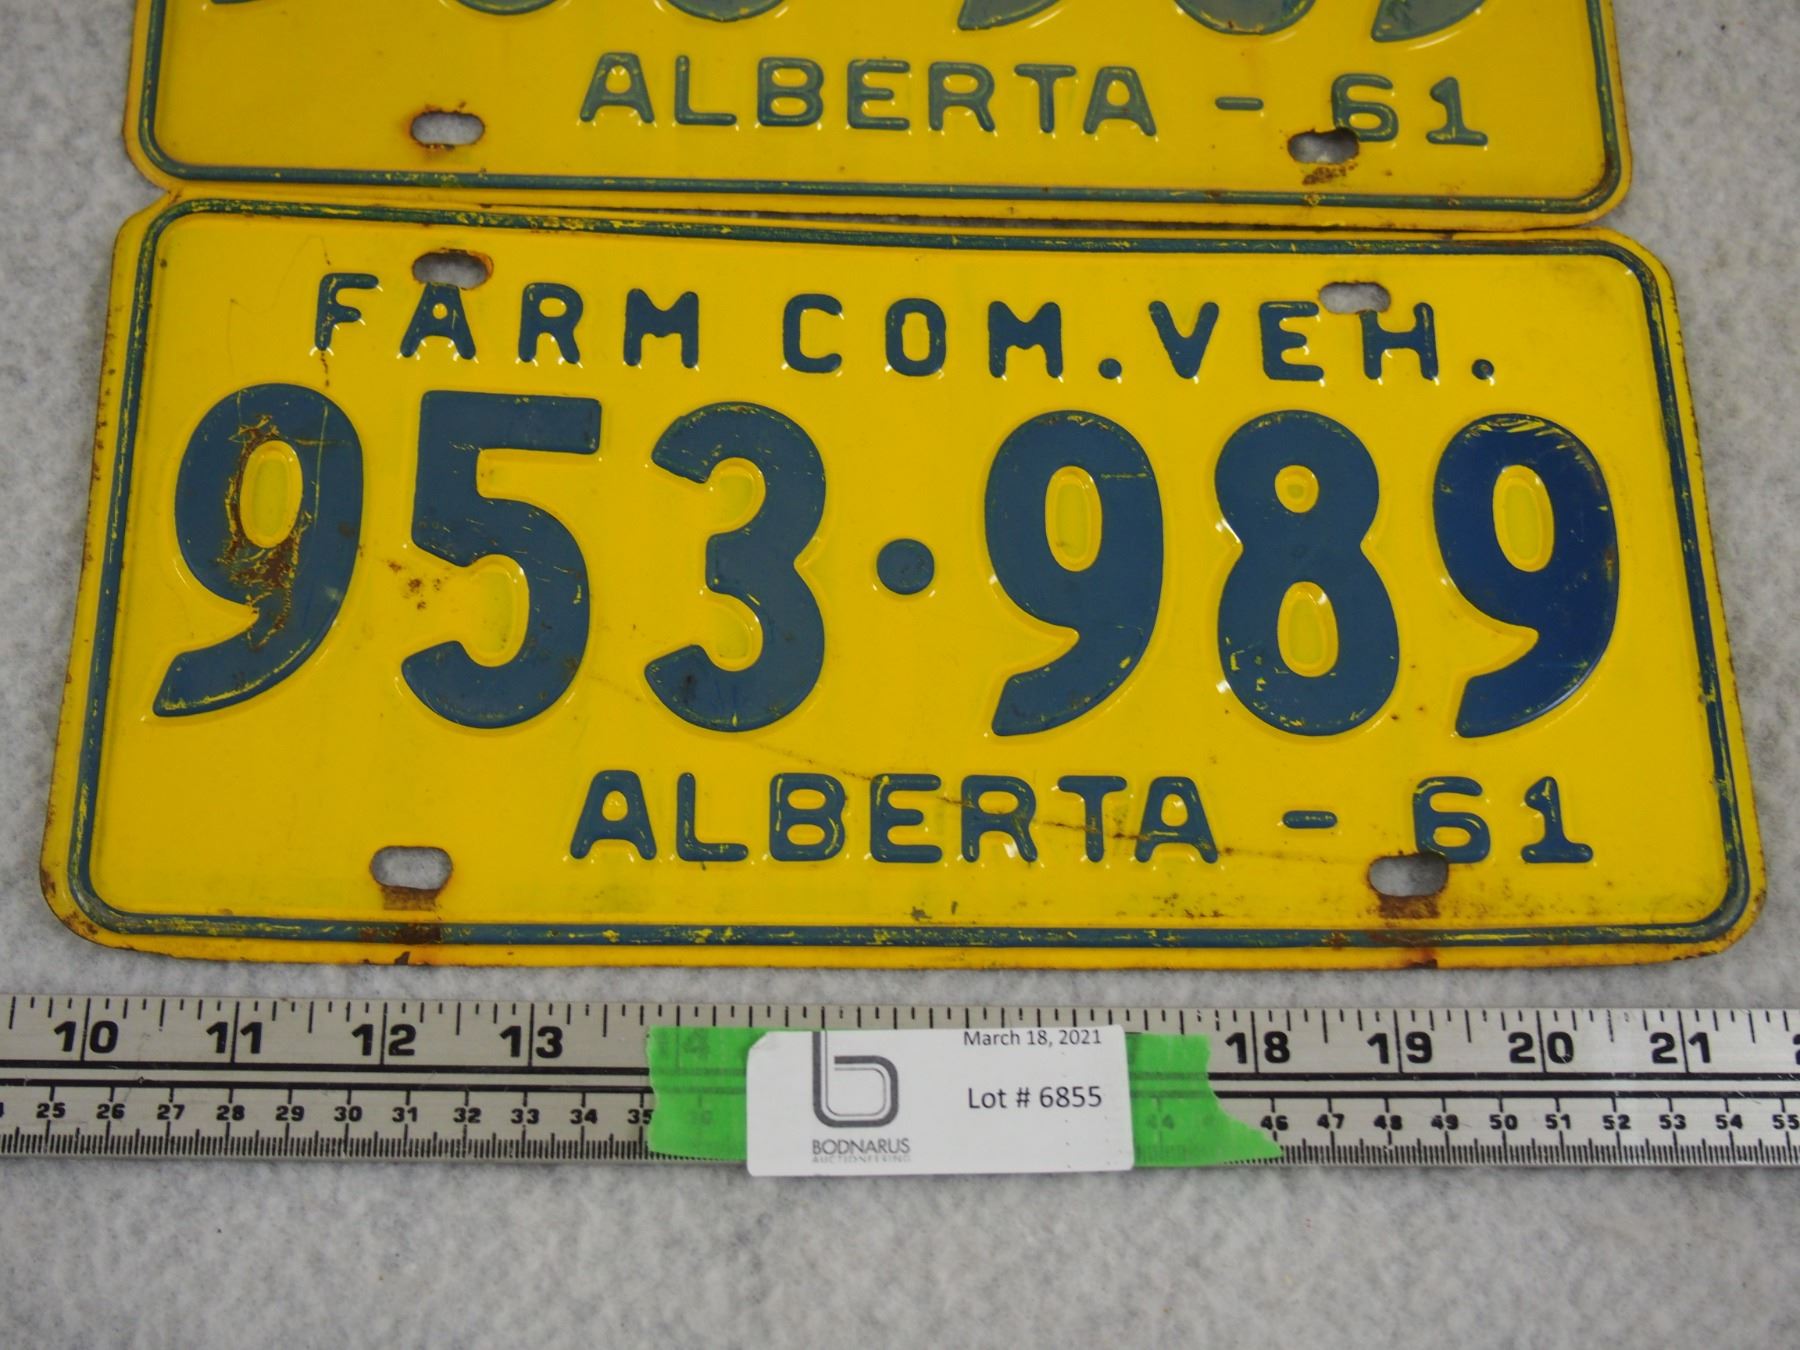 ALBERTA - 61
FARM COM. VEH.
953·989
ALBERTA - 61
10 11 12 13 18 19 20 21
25 26 27 28 29 30 31 32 33 34 35 46 47 48 49 50 51 52 53 54 55
March 18, 2021
Lot # 6855
BODNARUS
AUCTIONEERING